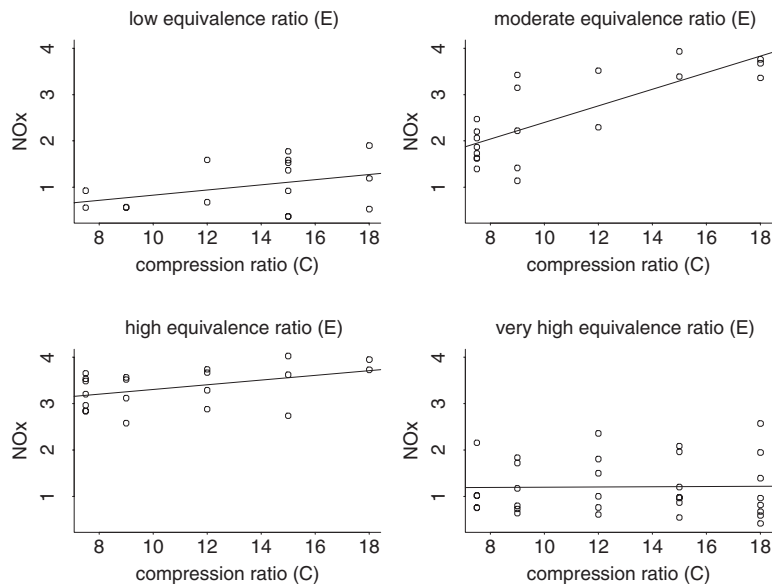 low equivalence ratio (E)
NOx
4
3
2
1
8 10 12 14 16 18
compression ratio (C)
moderate equivalence ratio (E)
NOx
4
3
2
1
8 10 12 14 16 18
compression ratio (C)
high equivalence ratio (E)
NOx
4
3
2
1
8 10 12 14 16 18
compression ratio (C)
very high equivalence ratio (E)
NOx
4
3
2
1
8 10 12 14 16 18
compression ratio (C)